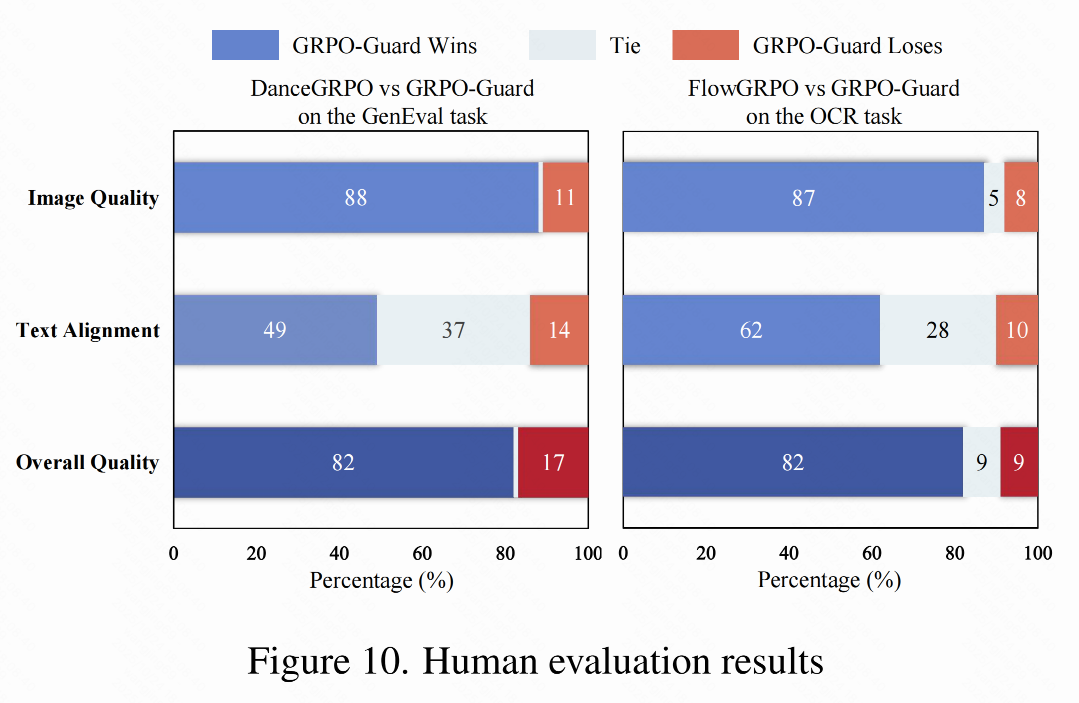 GRPO-Guard Wins Tie GRPO-Guard Loses
DanceGRPO vs GRPO-Guard
on the GenEval task
FlowGRPO vs GRPO-Guard
on the OCR task
Image Quality 88 11 87 5 8
Text Alignment 49 37 14 62 28 10
Overall Quality 82 17 82 9 9
0 20 40 60 80 100 0 20 40 60 80 100
Percentage (%) Percentage (%)
Figure 10. Human evaluation results